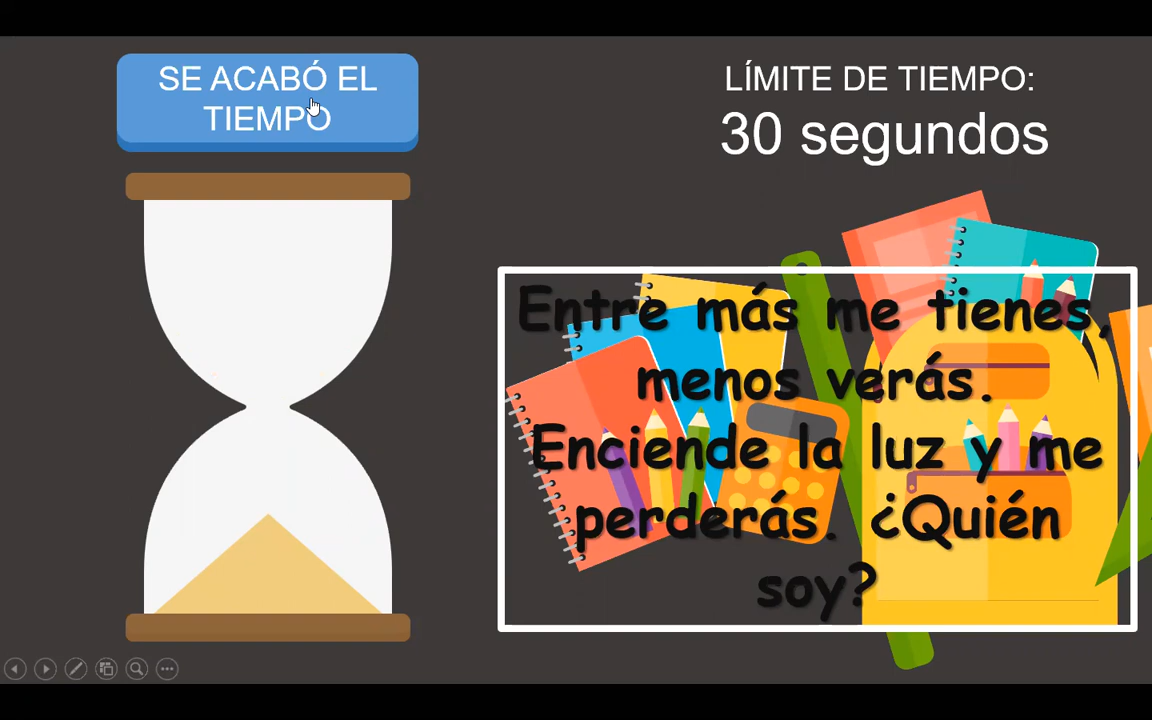 SE ACABÓ EL
TIEMPO
LÍMITE DE TIEMPO:
30 segundos
Entre más me tienes,
menos verás.
Enciende la luz y me
perderás. ¿Quién
soy?